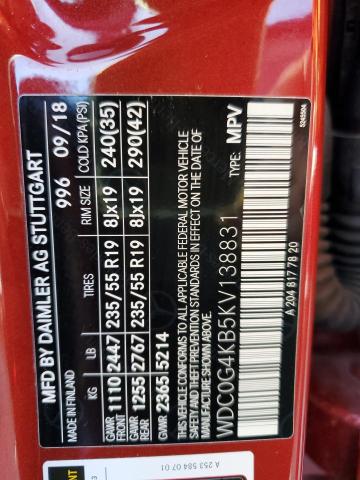 MFD BY DAIMLER AG STUTTGART
MADE IN FINLAND 996 09/18
KG LB TIRES RIM SIZE COLD.KPA(PSI)
GAWR FRONT 1110 2447 235/55 R19 8Jx19 240(35)
GAWR REAR 1255 2767 235/55 R19 8Jx19 290(42)
GVWR 2365 5214
THIS VEHICLE CONFORMS TO ALL APPLICABLE FEDERAL MOTOR VEHICLE
SAFETY AND THEFT PREVENTION STANDARDS IN EFFECT ON THE DATE OF
MANUFACTURE SHOWN ABOVE.
WDC0G4KB5KV138831 TYPE: MPV
A 204 817 78 20
A 253 584 07 01